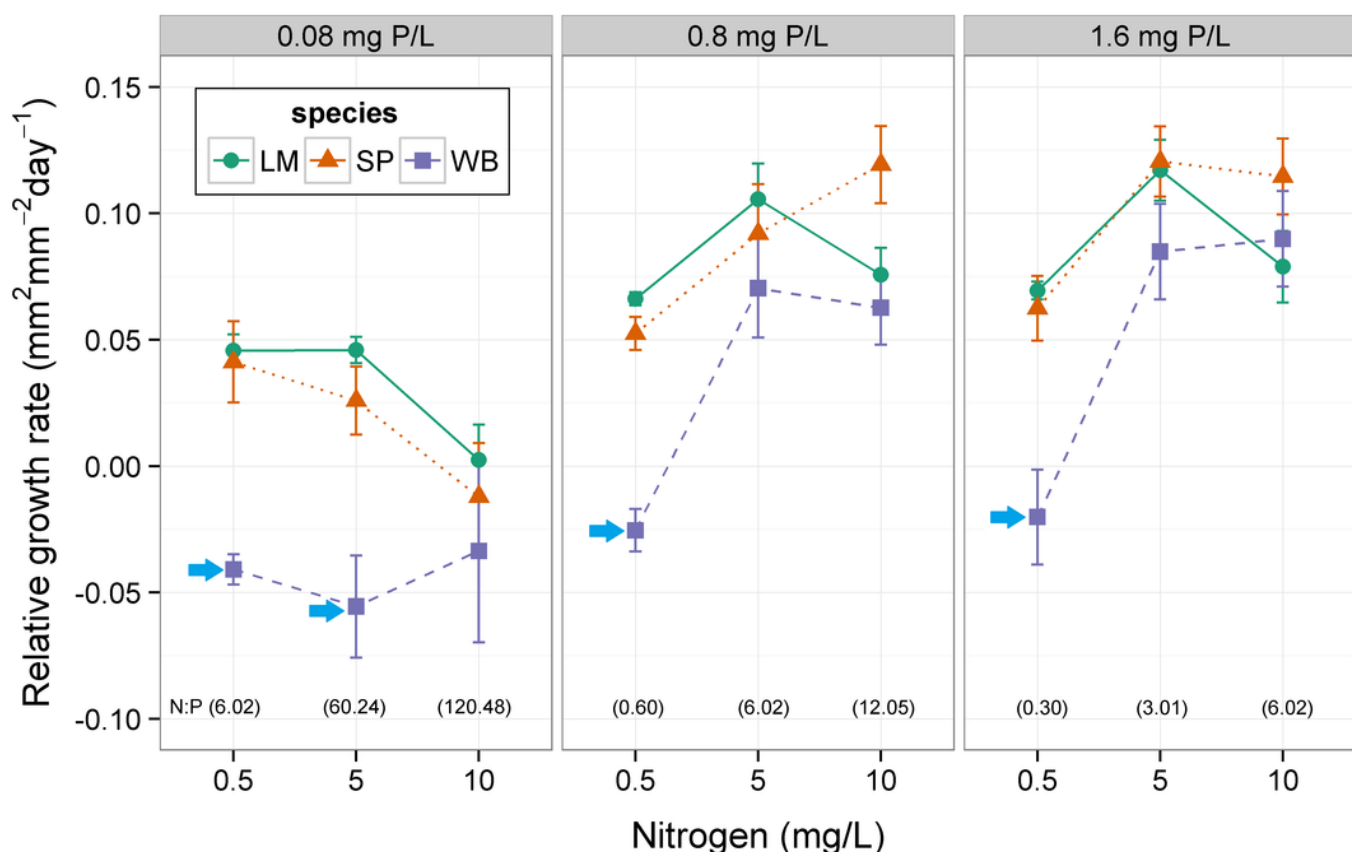 0.08 mg P/L 0.8 mg P/L 1.6 mg P/L
species
LM SP WB
Relative growth rate (mm²mm⁻²day⁻¹)
0.15
0.10
0.05
0.00
-0.05
-0.10
N:P (6.02) (60.24) (120.48) (0.60) (6.02) (12.05) (0.30) (3.01) (6.02)
0.5 5 10 0.5 5 10 0.5 5 10
Nitrogen (mg/L)